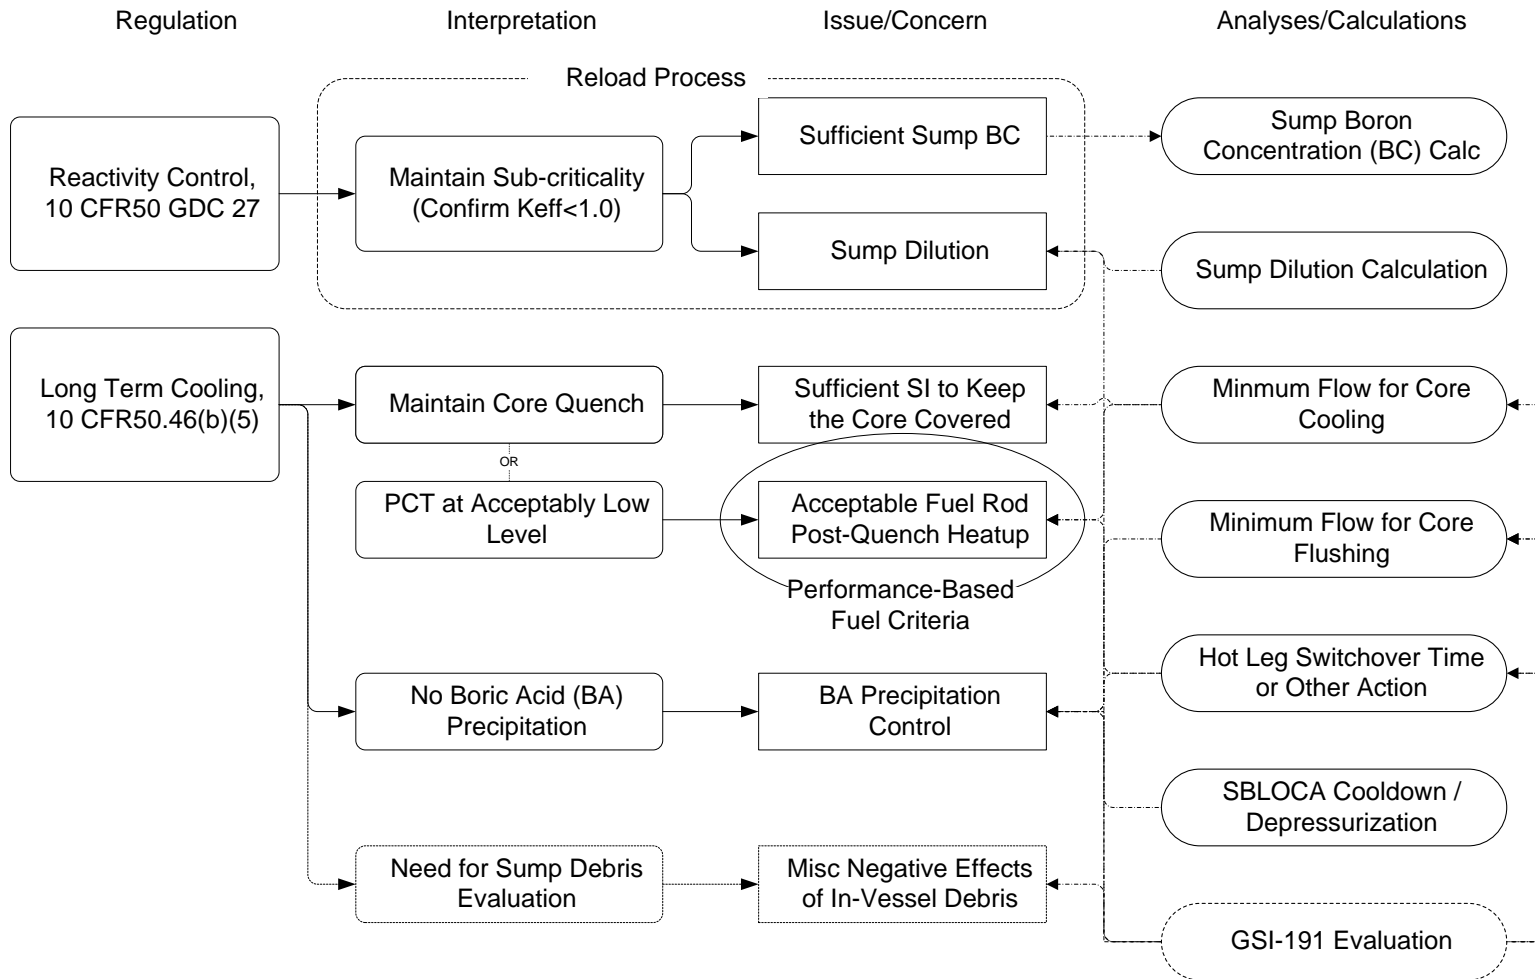 Regulation
Interpretation
Issue/Concern
Analyses/Calculations
Reload Process
Reactivity Control,
10 CFR50 GDC 27
Maintain Sub-criticality
(Confirm Keff<1.0)
Sufficient Sump BC
Sump Boron
Concentration (BC) Calc
Sump Dilution
Sump Dilution Calculation
Long Term Cooling,
10 CFR50.46(b)(5)
Maintain Core Quench
Sufficient SI to Keep
the Core Covered
Minmum Flow for Core
Cooling
OR
PCT at Acceptably Low
Level
Acceptable Fuel Rod
Post-Quench Heatup
Minimum Flow for Core
Flushing
Performance-Based
Fuel Criteria
No Boric Acid (BA)
Precipitation
BA Precipitation
Control
Hot Leg Switchover Time
or Other Action
SBLOCA Cooldown /
Depressurization
Need for Sump Debris
Evaluation
Misc Negative Effects
of In-Vessel Debris
GSI-191 Evaluation